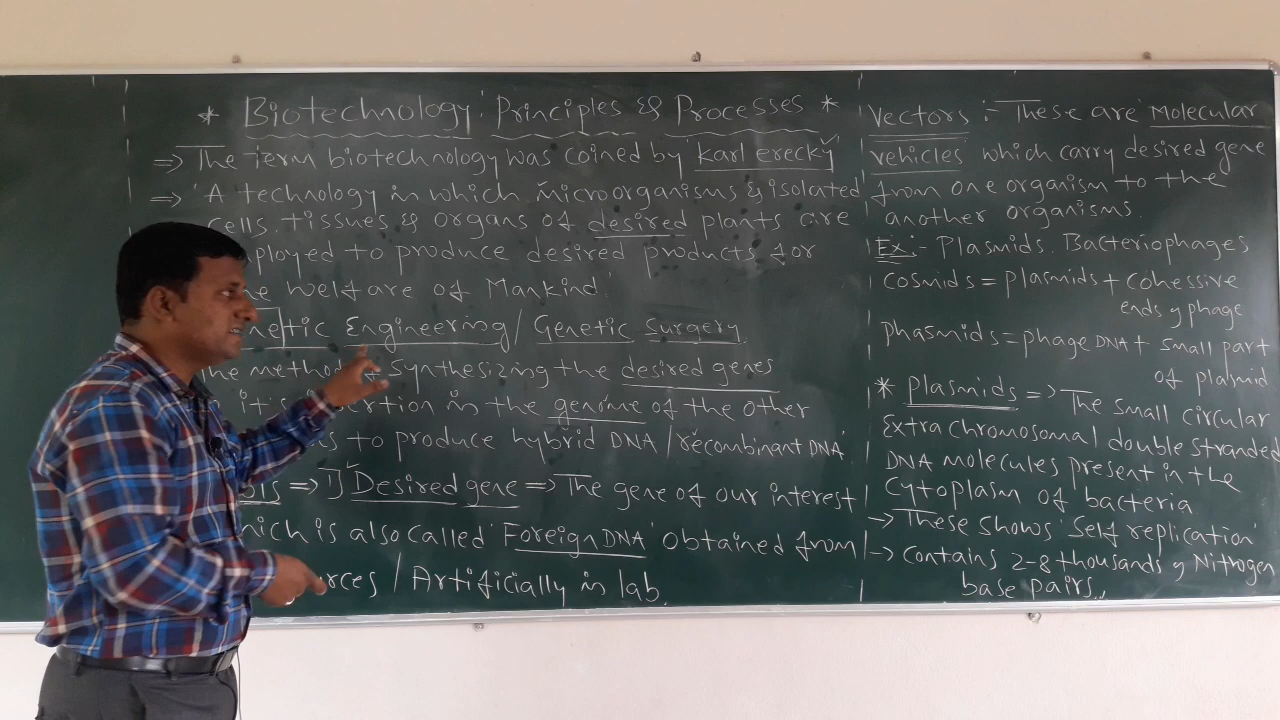 * Biotechnology: Principles & Processes *
⇒ The term biotechnology was coined by 'Karl erecky'
⇒ 'A technology in which microorganisms & isolated
cells. tissues & organs of desired plants are
ployed to produce desired products for
e welfare of Mankind.'
netic Engineering / Genetic Surgery
he method of synthesizing the desired genes
it's ertion in the genome of the other
s to produce hybrid DNA / recombinant DNA.
⇒ 1) Desired gene ⇒ The gene of our interest
hich is also called 'Foreign DNA' obtained from
rces / Artificially in lab.
Vectors :- These are Molecular
vehicles which carry desired gene
from one organism to the
another organisms.
Ex:- Plasmids. Bacteriophages
cosmids = plasmids + cohessive
ends y phage
phasmids = phage DNA + small part
of plasmid
* Plasmids ⇒ The small circular
Extra chromosomal double stranded
DNA molecules present in the
cytoplasm of bacteria
→ These shows 'self replication'
→ contains 2-8 thousands y Nitrogen
base pairs..